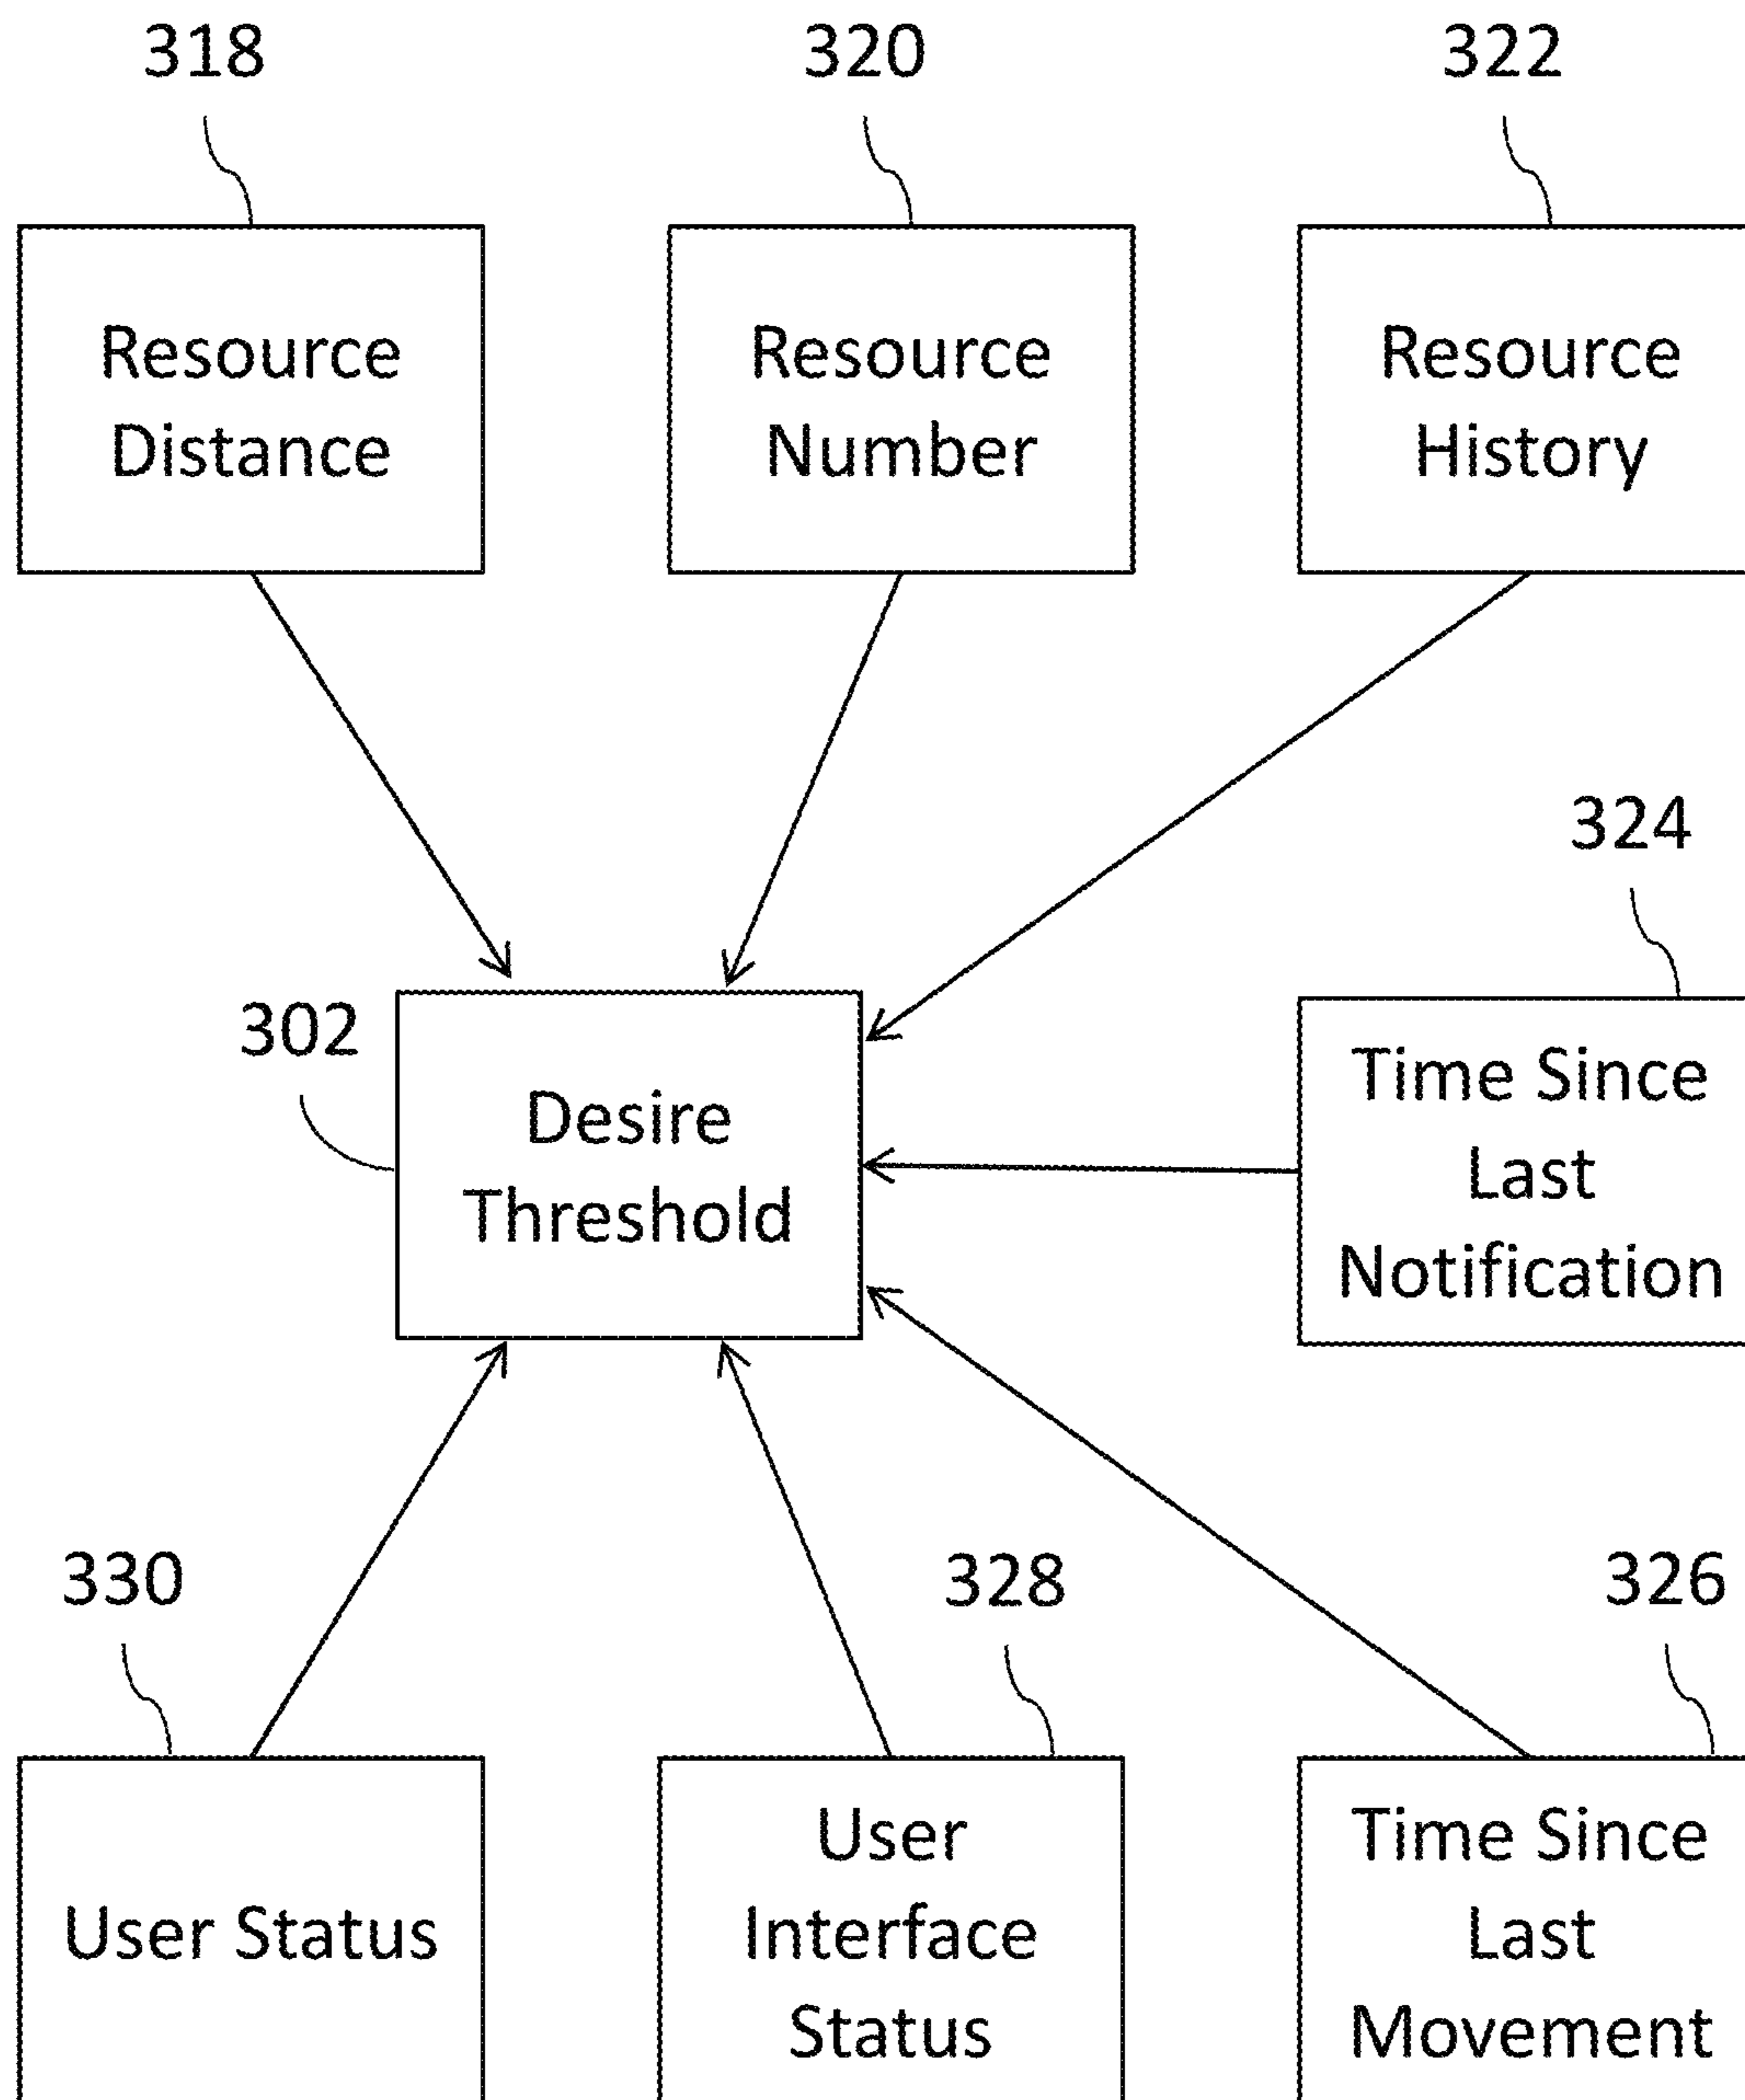 318
320
322
Resource
Distance
Resource
Number
Resource
History
324
302
Desire
Threshold
Time Since
Last
Notification
330
328
326
User Status
User
Interface
Status
Time Since
Last
Movement